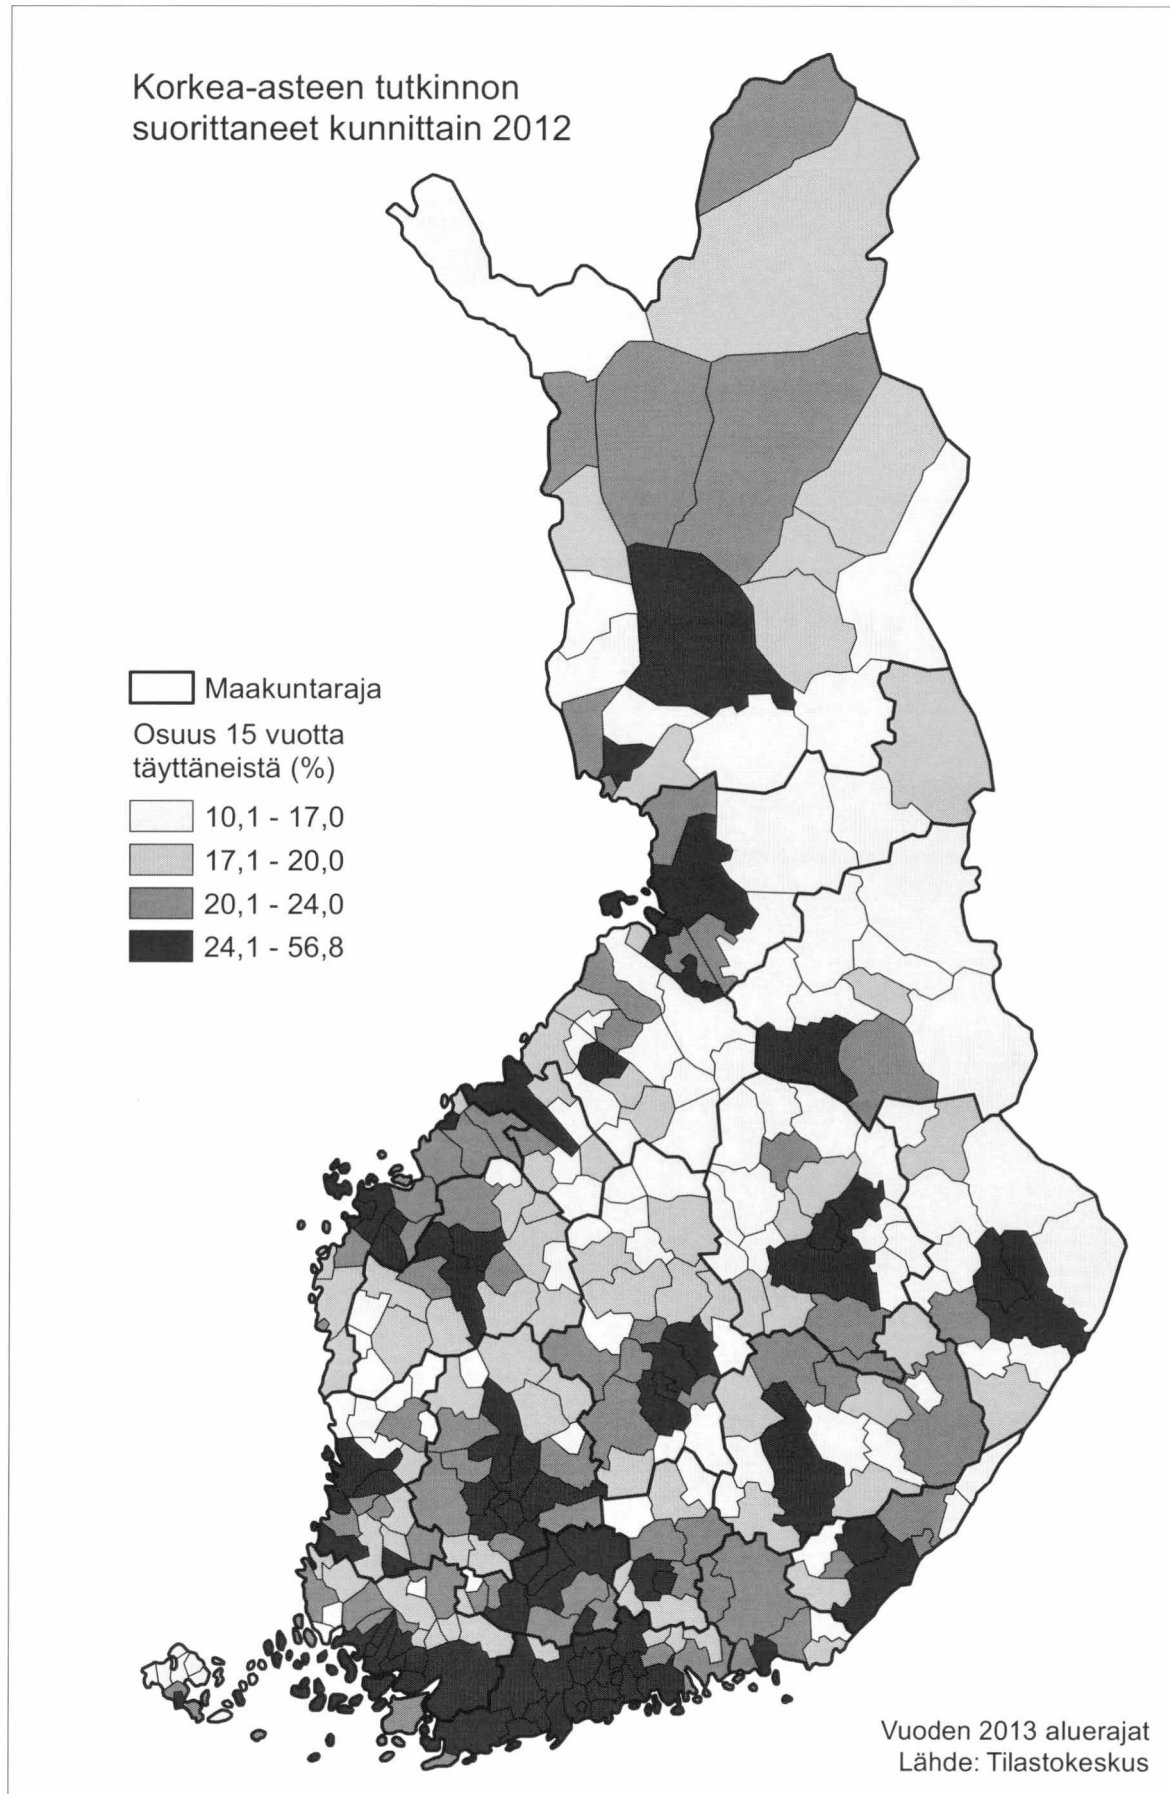 Korkea-asteen tutkinnon
suorittaneet kunnittain 2012
Maakuntaraja
Osuus 15 vuotta
täyttäneistä (%)
10,1 - 17,0
17,1 - 20,0
20,1 - 24,0
24,1 - 56,8
Vuoden 2013 aluerajat
Lähde: Tilastokeskus